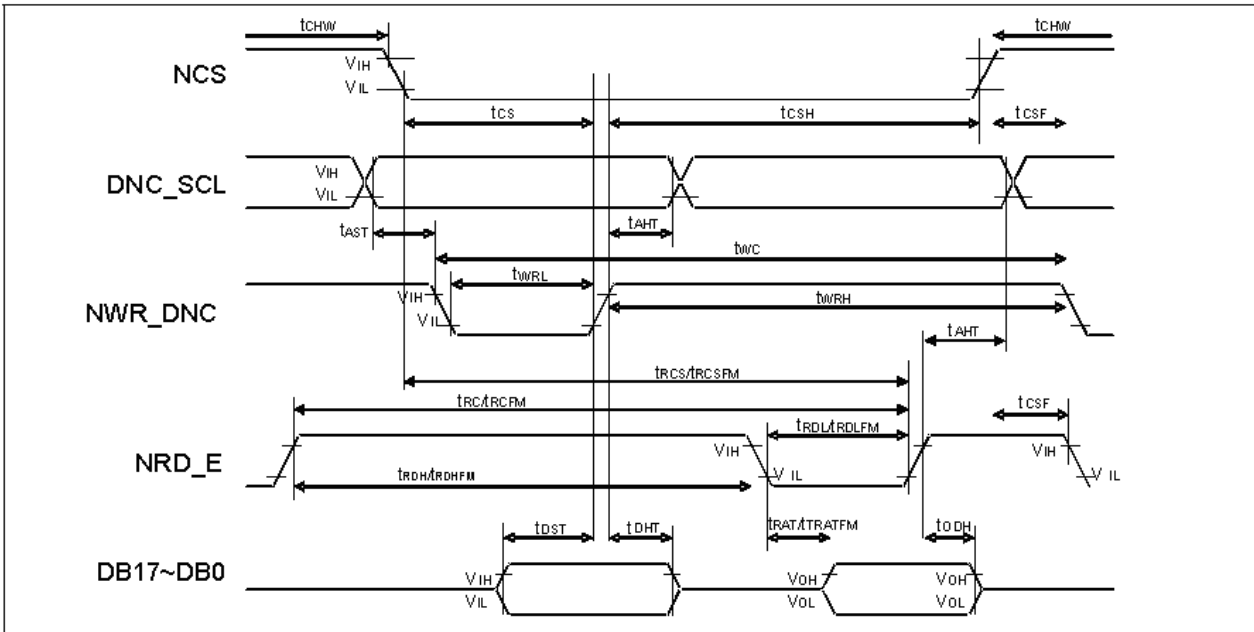 tCHW tCHW
NCS
VIH
VIL
tCS tCSH tCSF
DNC_SCL
VIH
VIL
tAST tAHT
tWC
tWRL
NWR_DNC
VIH
VIL
tWRH
tAHT
tRCS/tRCSFM
tRC/tRCFM
tCSF
tRDL/tRDLFM
NRD_E
VIH VIH
VIL VIL
tRDH/tRDHFM
tRAT/tTRATFM
tDST tDHT tODH
DB17~DB0
VIH VOH VOH
VIL VOL VOL